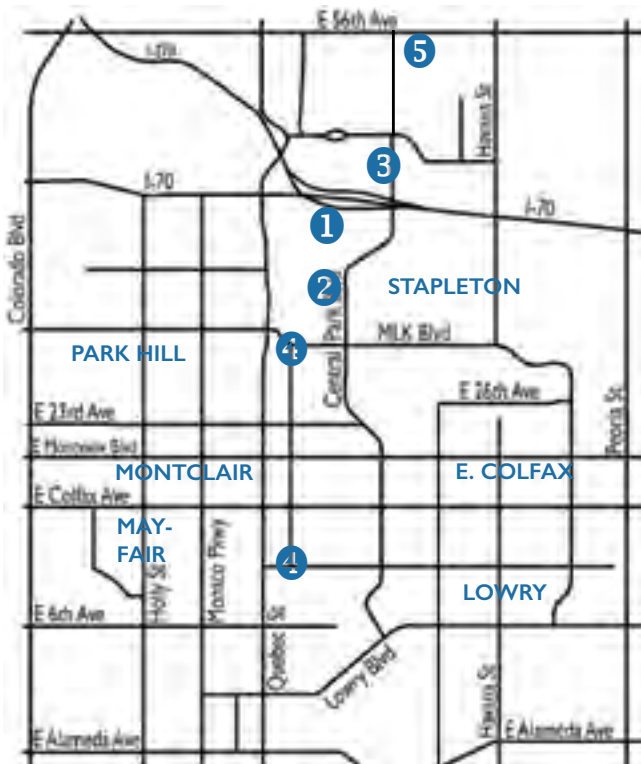 E 56th Ave
5
I-270
Havana St
3
I-70
1
I-70
Colorado Blvd
2
STAPLETON
Central Park
MLK Blvd
4
PARK HILL
E 26th Ave
E 23rd Ave
Peoria St
E Montview Blvd
MONTCLAIR
E. COLFAX
E Colfax Ave
MAY-
FAIR
Holly St
Monaco Pkwy
4
LOWRY
E 6th Ave
Quebec St
Lowry Blvd
Havana St
E Alameda Ave
E Alameda Ave